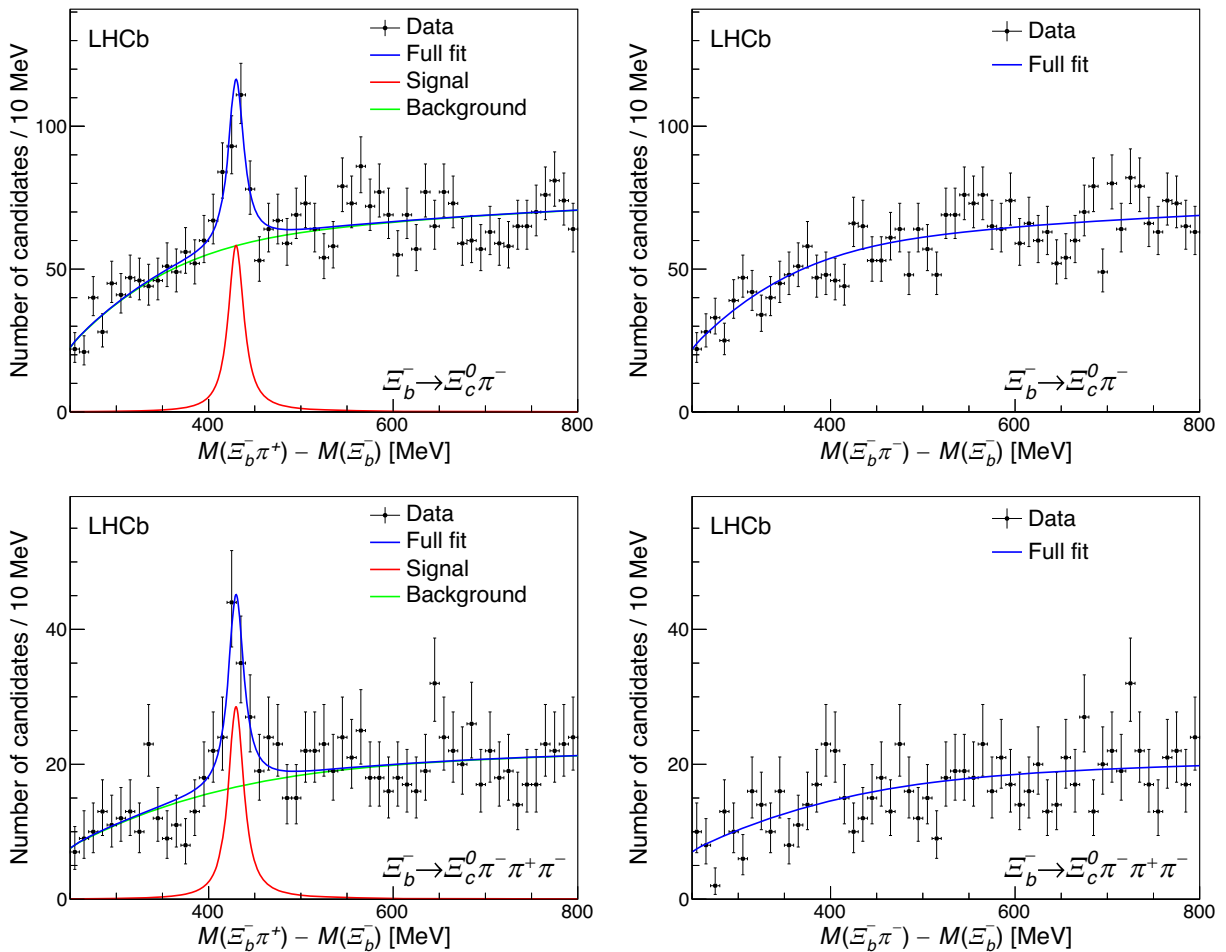 LHCb
Data
Full fit
Signal
Background
Number of candidates / 10 MeV
100
50
0
400 600 800
Ξb⁻→Ξc⁰π⁻
M(Ξb⁻π⁺) − M(Ξb⁻) [MeV]
LHCb
Data
Full fit
Number of candidates / 10 MeV
100
50
0
400 600 800
Ξb⁻→Ξc⁰π⁻
M(Ξb⁻π⁻) − M(Ξb⁻) [MeV]
LHCb
Data
Full fit
Signal
Background
Number of candidates / 10 MeV
40
20
0
400 600 800
Ξb⁻→Ξc⁰π⁻π⁺π⁻
M(Ξb⁻π⁺) − M(Ξb⁻) [MeV]
LHCb
Data
Full fit
Number of candidates / 10 MeV
40
20
0
400 600 800
Ξb⁻→Ξc⁰π⁻π⁺π⁻
M(Ξb⁻π⁻) − M(Ξb⁻) [MeV]